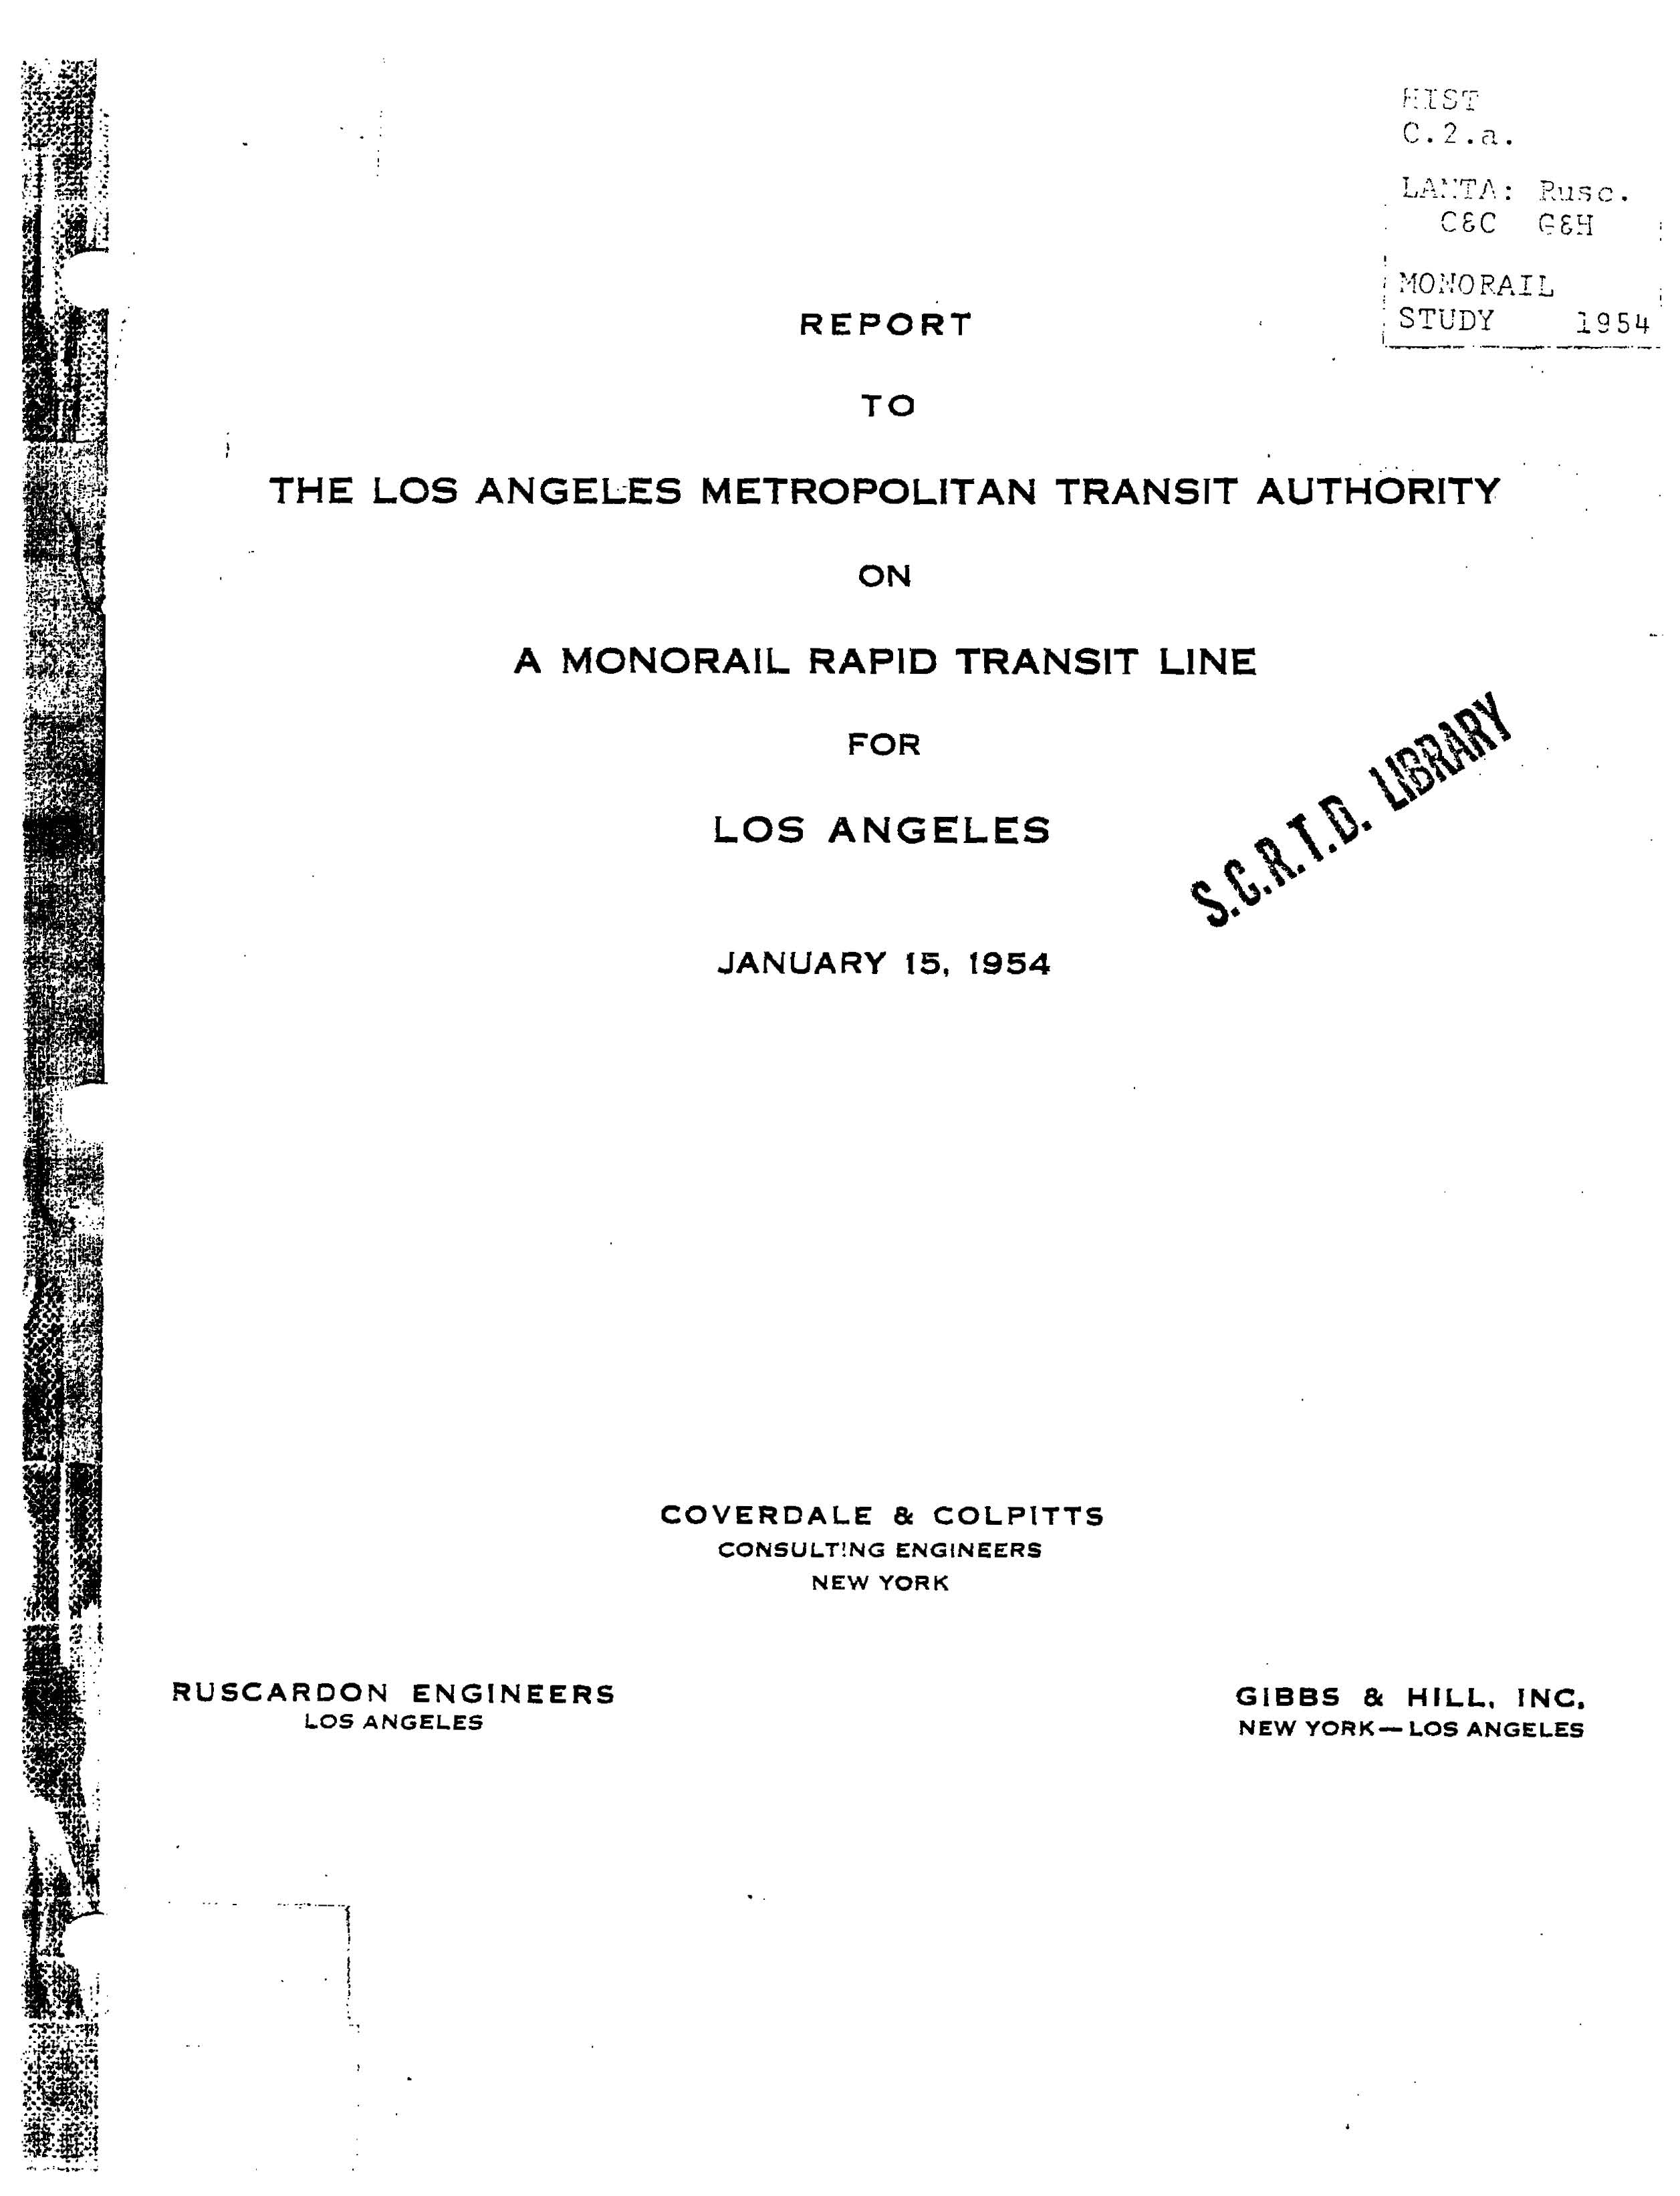 HIST
C.2.a.
LAMTA: Rusc.
C&C G&H
MONORAIL
STUDY 1954
REPORT
TO
THE LOS ANGELES METROPOLITAN TRANSIT AUTHORITY
ON
A MONORAIL RAPID TRANSIT LINE
FOR
LOS ANGELES
S.C.R.T.D. LIBRARY
JANUARY 15, 1954
COVERDALE & COLPITTS
CONSULTING ENGINEERS
NEW YORK
RUSCARDON ENGINEERS
LOS ANGELES
GIBBS & HILL, INC.
NEW YORK—LOS ANGELES